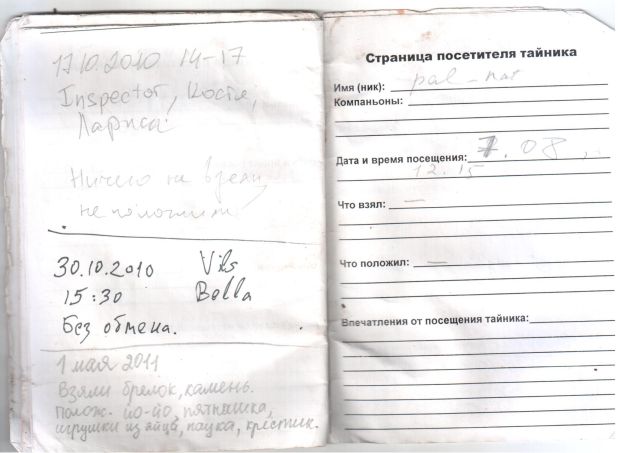 17.10.2010 14-17
Inspector, Костя,
Лариса
Ничего не взяли,
не положили
30.10.2010 Vils
15:30 Bella
Без обмена.
1 мая 2011
Взяли брелок, камень.
Полож. йо-йо, пятнашка,
игрушки из яйца, паука, крестик.
Страница посетителя тайника
Имя (ник): pal-nat
Компаньоны:
Дата и время посещения: 7.08
12.15
Что взял: —
Что положил: —
Впечатления от посещения тайника: